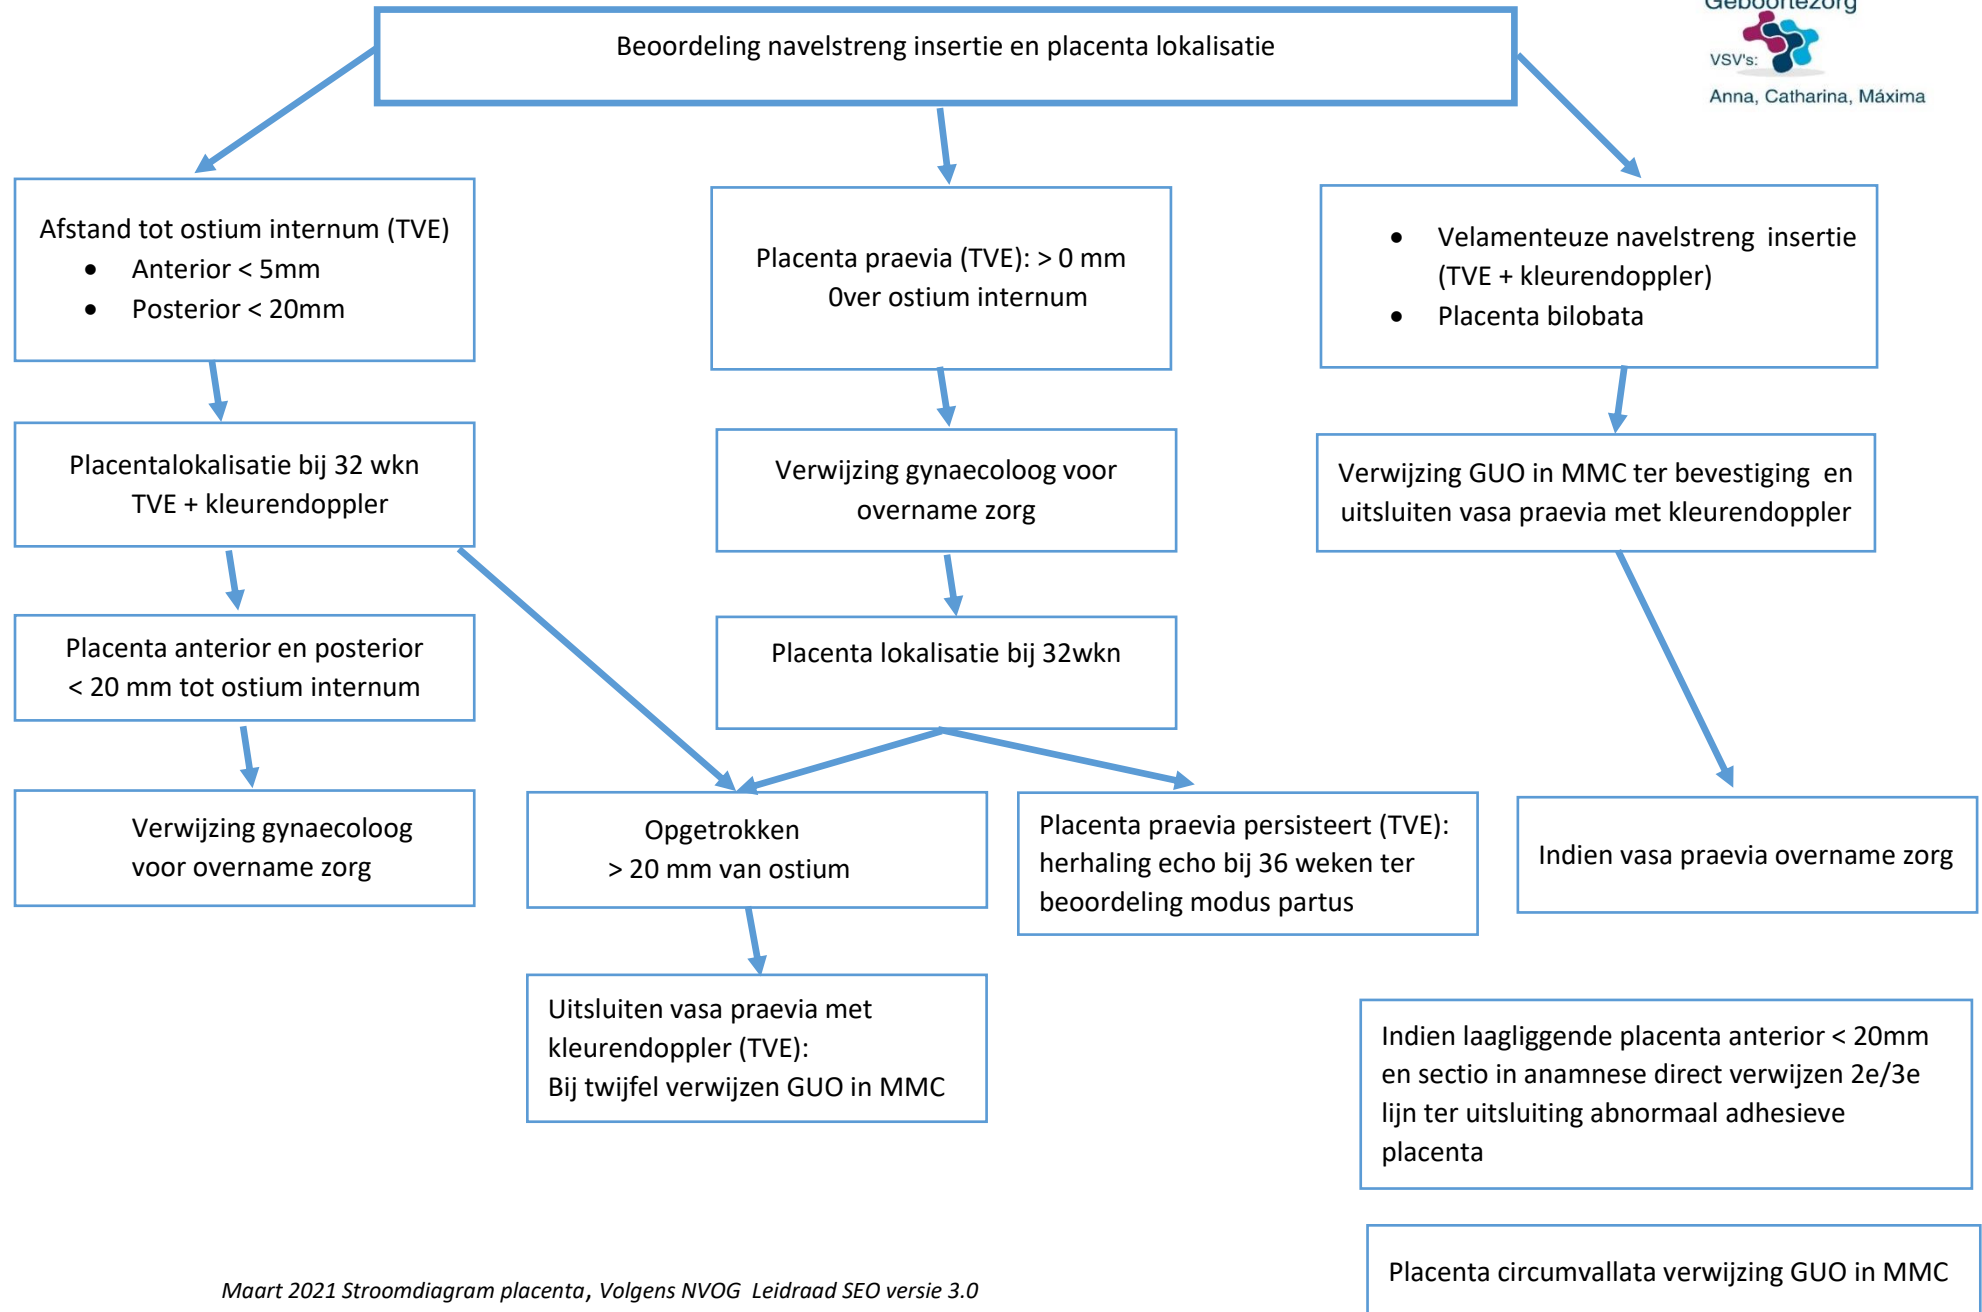 Geboortezorg
VSV's:
Anna, Catharina, Máxima
Beoordeling navelstreng insertie en placenta lokalisatie
Afstand tot ostium internum (TVE)
• Anterior < 5mm
• Posterior < 20mm
Placenta praevia (TVE): > 0 mm
0ver ostium internum
• Velamenteuze navelstreng insertie
(TVE + kleurendoppler)
• Placenta bilobata
Placentalokalisatie bij 32 wkn
TVE + kleurendoppler
Verwijzing gynaecoloog voor
overname zorg
Verwijzing GUO in MMC ter bevestiging en
uitsluiten vasa praevia met kleurendoppler
Placenta anterior en posterior
< 20 mm tot ostium internum
Placenta lokalisatie bij 32wkn
Verwijzing gynaecoloog
voor overname zorg
Opgetrokken
> 20 mm van ostium
Placenta praevia persisteert (TVE):
herhaling echo bij 36 weken ter
beoordeling modus partus
Indien vasa praevia overname zorg
Uitsluiten vasa praevia met
kleurendoppler (TVE):
Bij twijfel verwijzen GUO in MMC
Indien laagliggende placenta anterior < 20mm
en sectio in anamnese direct verwijzen 2e/3e
lijn ter uitsluiting abnormaal adhesieve
placenta
Placenta circumvallata verwijzing GUO in MMC
Maart 2021 Stroomdiagram placenta, Volgens NVOG Leidraad SEO versie 3.0